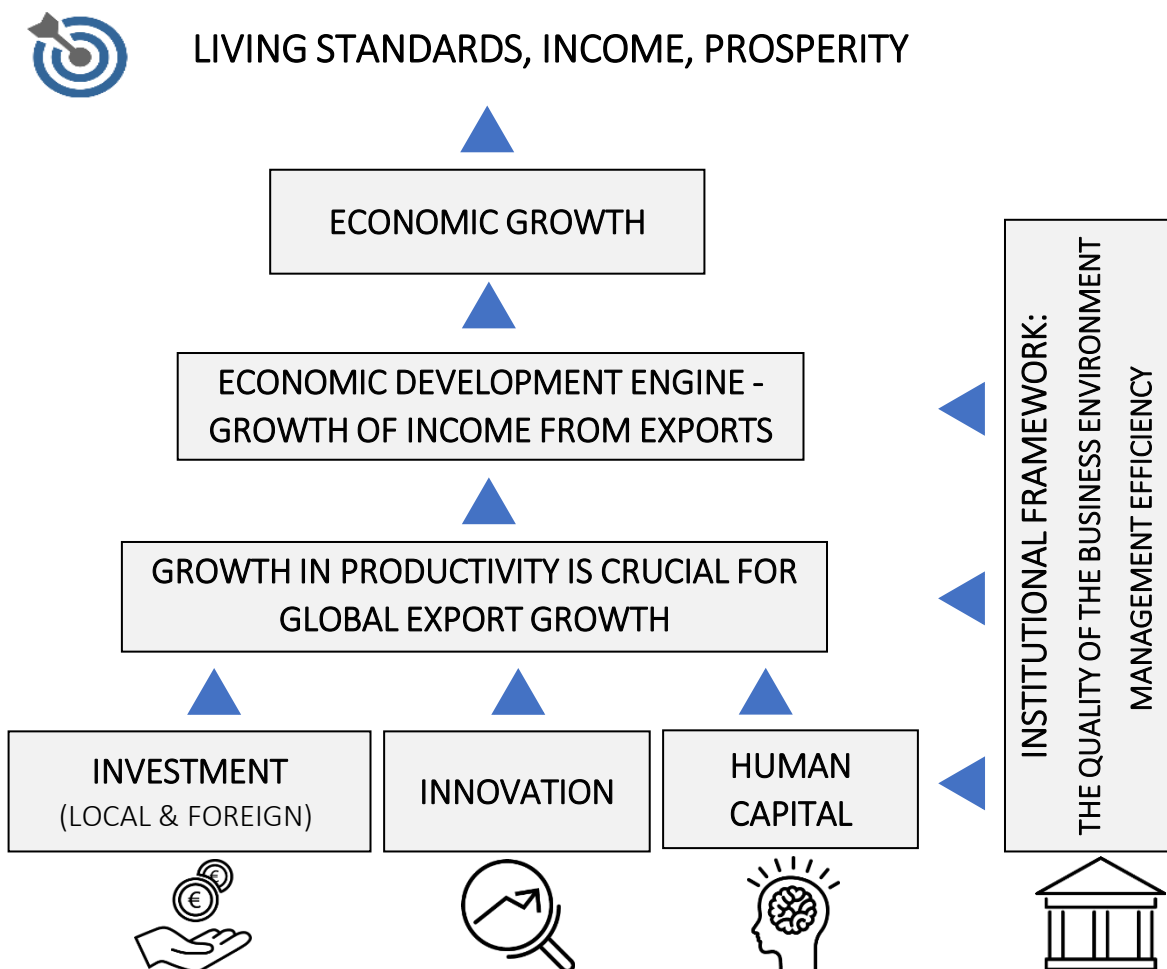 LIVING STANDARDS, INCOME, PROSPERITY
ECONOMIC GROWTH
ECONOMIC DEVELOPMENT ENGINE -
GROWTH OF INCOME FROM EXPORTS
GROWTH IN PRODUCTIVITY IS CRUCIAL FOR
GLOBAL EXPORT GROWTH
INVESTMENT
(LOCAL & FOREIGN)
INNOVATION
HUMAN
CAPITAL
INSTITUTIONAL FRAMEWORK:
THE QUALITY OF THE BUSINESS ENVIRONMENT
MANAGEMENT EFFICIENCY
€
€